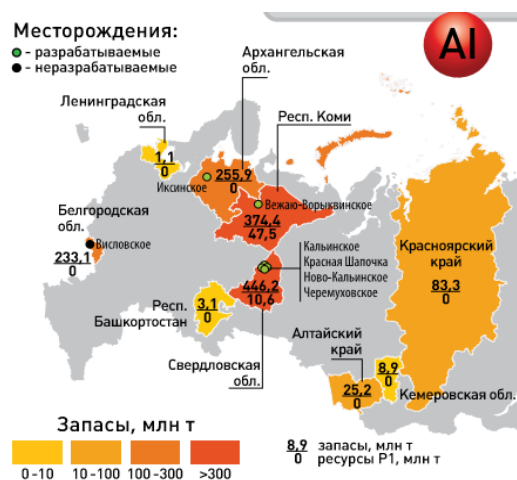 Месторождения:
- разрабатываемые
- неразрабатываемые
Al
Архангельская
обл.
Ленинградская
обл.
Респ. Коми
1,1
0
255,9
0
Иксинское
Вежаю-Ворыквинское
374,4
47,5
Белгородская
обл.
Висловское
233,1
0
Кальинское
Красная Шапочка
Ново-Кальинское
Черемуховское
Красноярский
край
83,3
0
446,2
10,6
3,1
0
Респ.
Башкортостан
Свердловская
обл.
Алтайский
край
8,9
0
25,2
0
Кемеровская обл.
Запасы, млн т
0-10
10-100
100-300
>300
8,9 запасы, млн т
0 ресурсы Р1, млн т